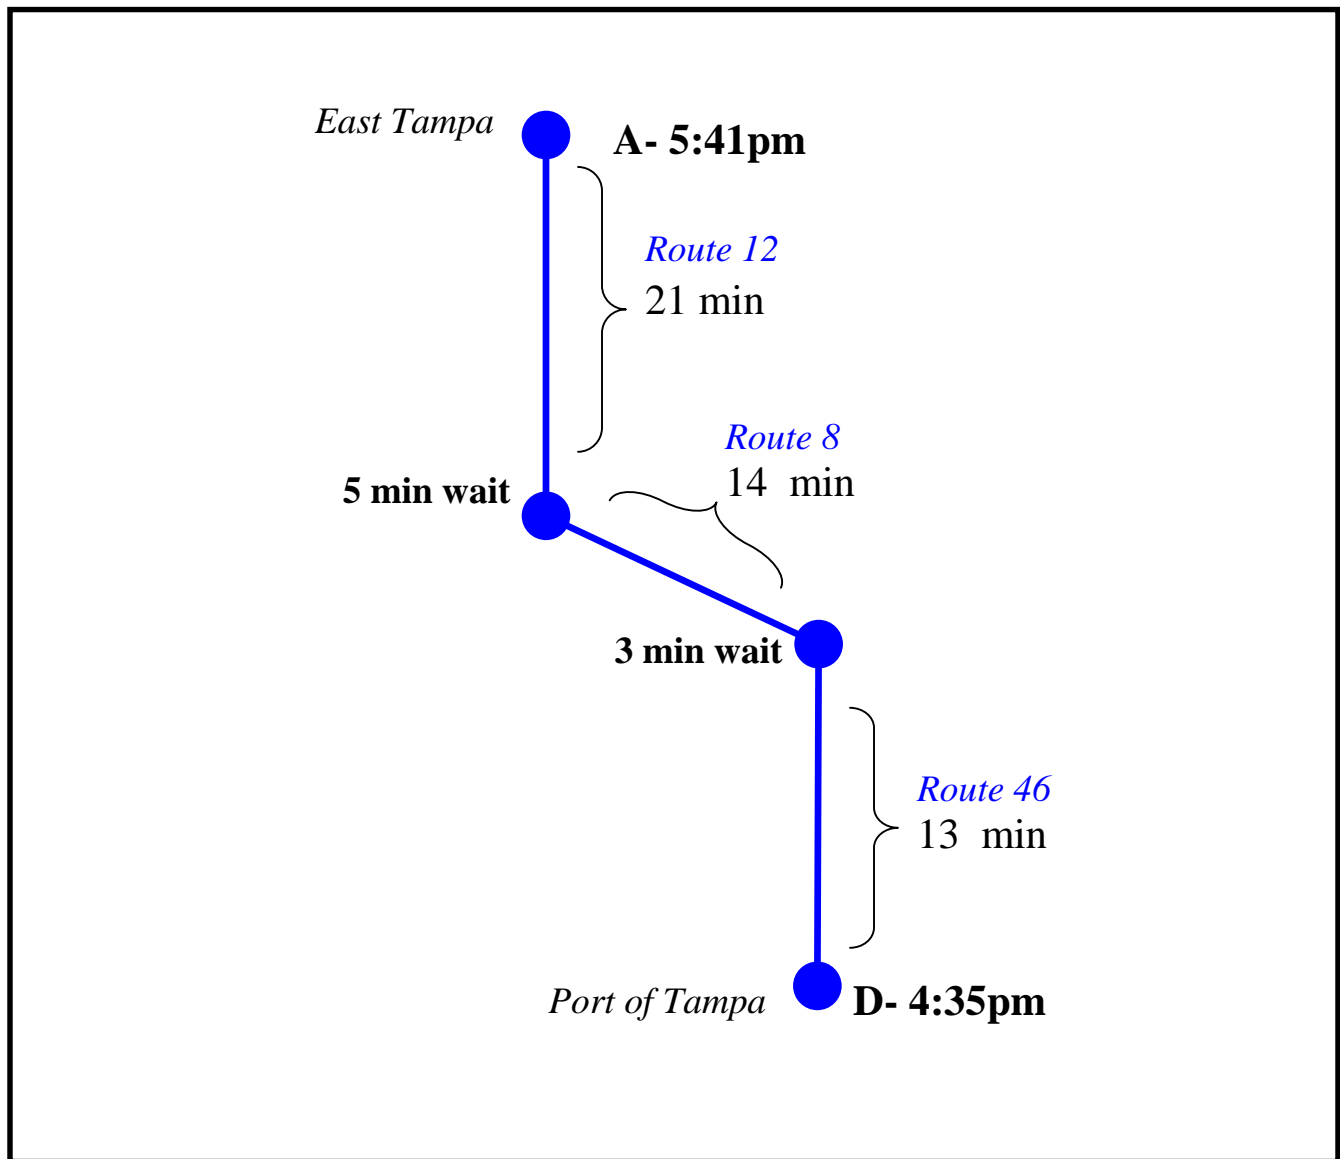 East Tampa
A- 5:41pm
Route 12
21 min
Route 8
14  min
5 min wait
3 min wait
Route 46
13  min
Port of Tampa
D- 4:35pm